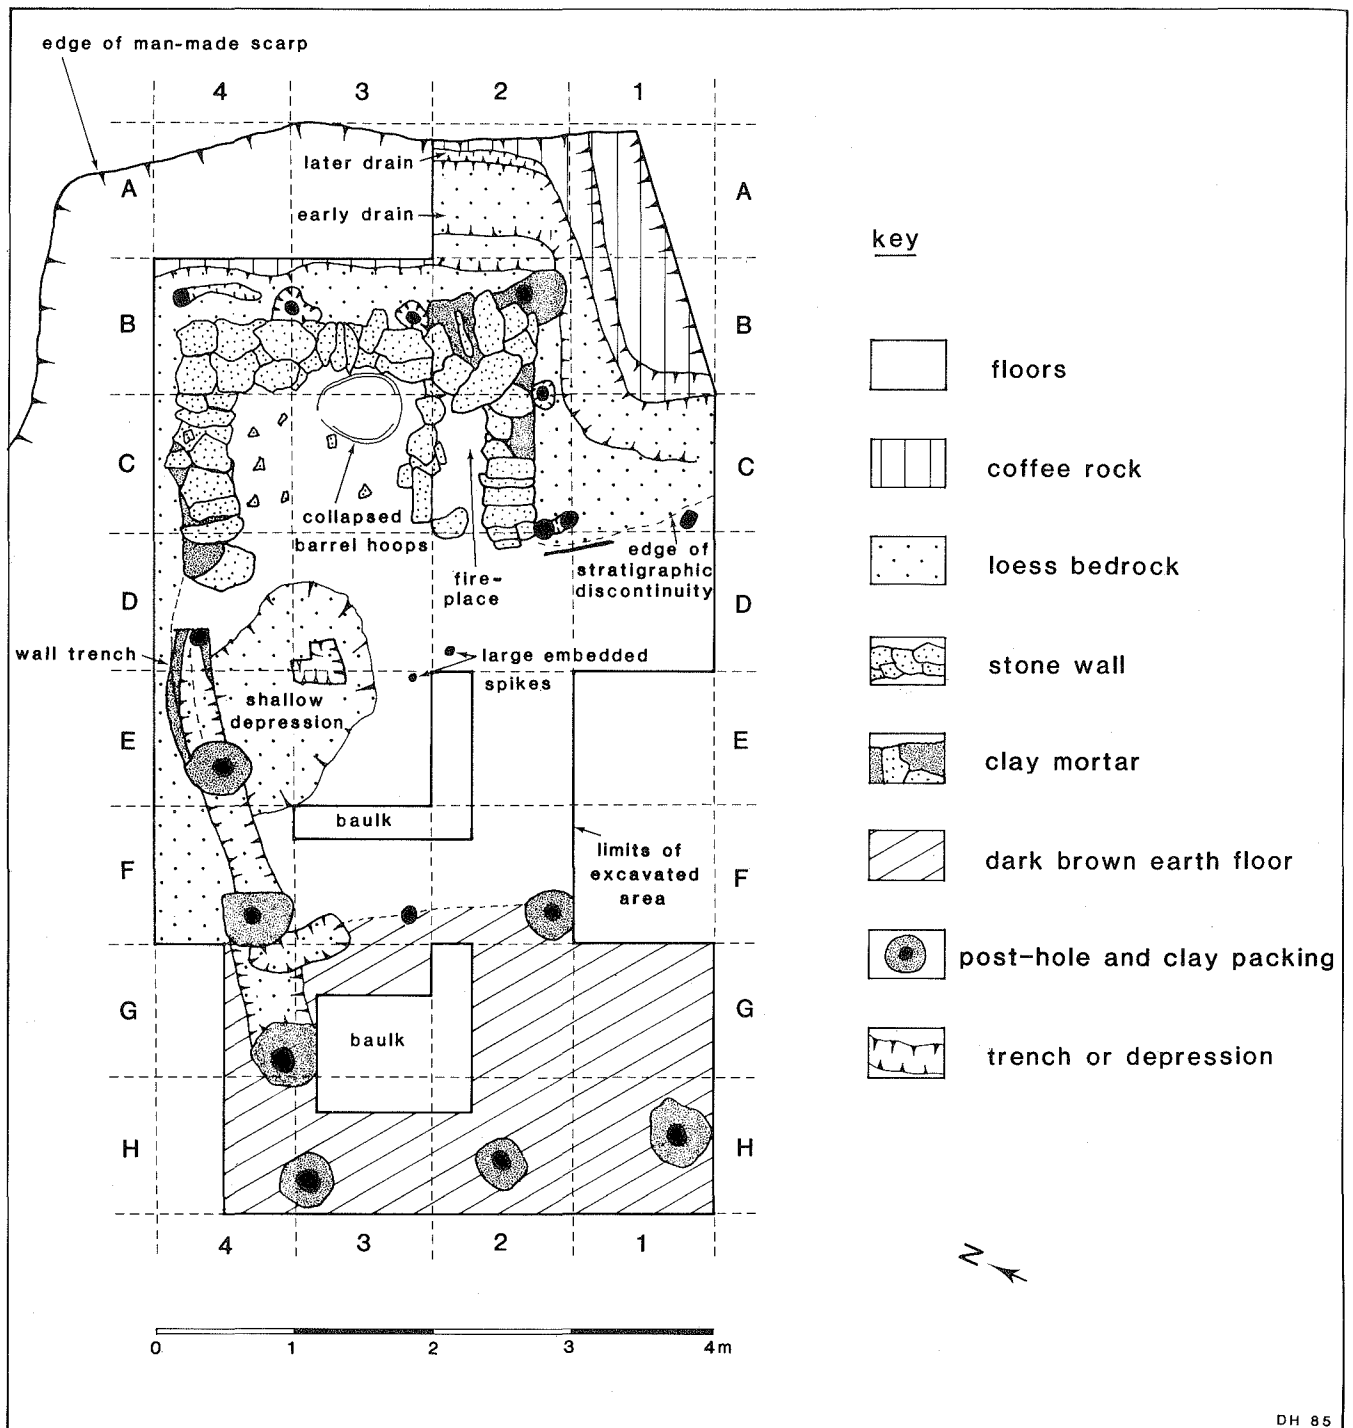 edge of man-made scarp
4 3 2 1
later drain
A A
early drain
key
B B
floors
C C
coffee rock
collapsed
barrel hoops
edge of
stratigraphic
discontinuity
fire-
place
loess bedrock
D D
wall trench
large embedded
spikes
stone wall
shallow
depression
E E
clay mortar
baulk
limits of
excavated
area
F F
dark brown earth floor
post-hole and clay packing
G G
baulk
trench or depression
H H
4 3 2 1
N
0 1 2 3 4m
DH 85